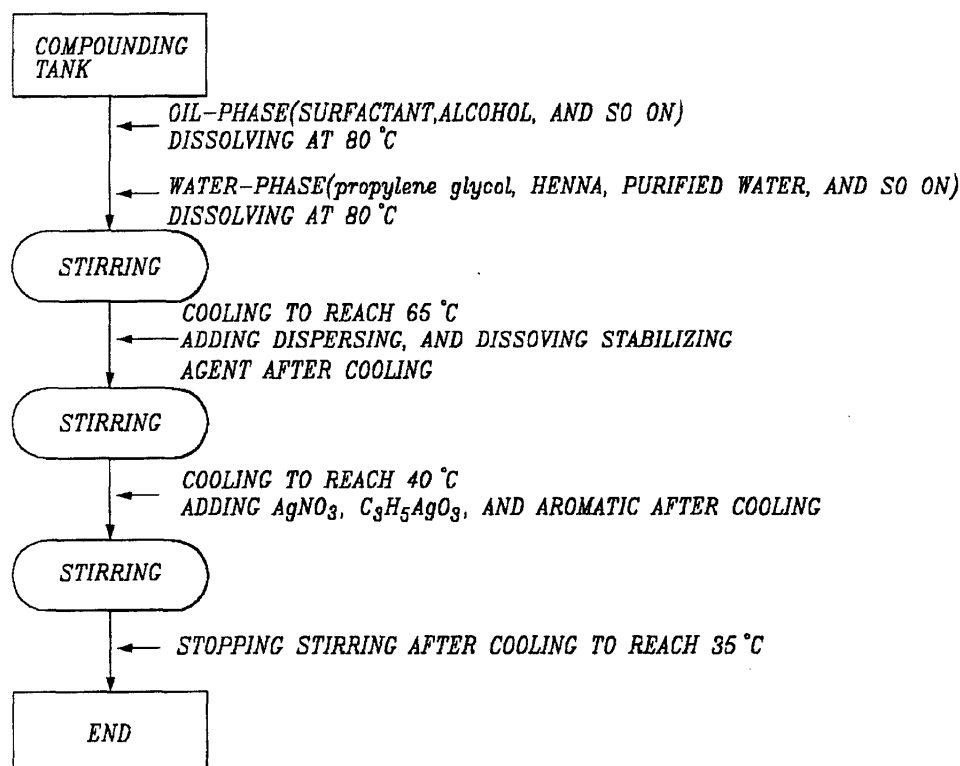 COMPOUNDING
TANK
OIL-PHASE(SURFACTANT,ALCOHOL, AND SO ON)
DISSOLVING AT 80 °C
WATER-PHASE(propylene glycol, HENNA, PURIFIED WATER, AND SO ON)
DISSOLVING AT 80 °C
STIRRING
COOLING TO REACH 65 °C
ADDING DISPERSING, AND DISSOVING STABILIZING
AGENT AFTER COOLING
STIRRING
COOLING TO REACH 40 °C
ADDING AgNO₃, C₃H₅AgO₃, AND AROMATIC AFTER COOLING
STIRRING
STOPPING STIRRING AFTER COOLING TO REACH 35 °C
END